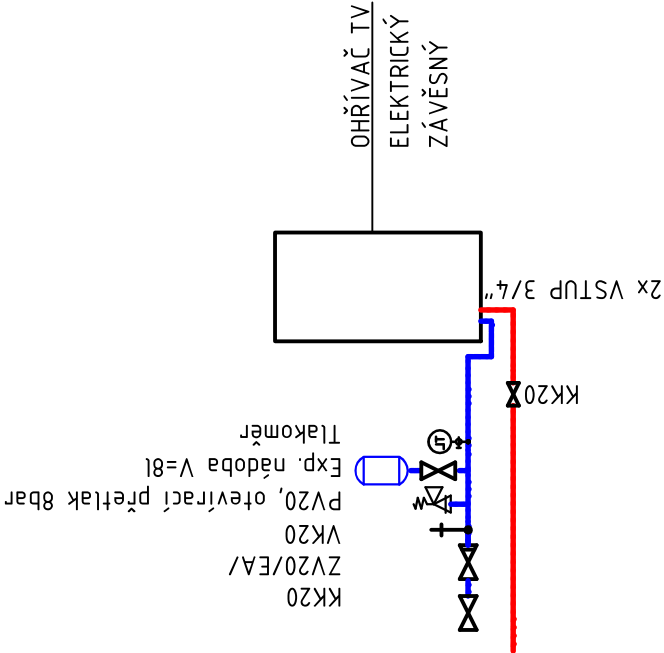 OHŘÍVAČ TV
ELEKTRICKÝ
ZÁVĚSNÝ
2x VSTUP 3/4"
KK20
Tlakoměr
Exp. nádoba V=8l
PV20, otevírací přetlak 8bar
VK20
ZV20/EA/
KK20